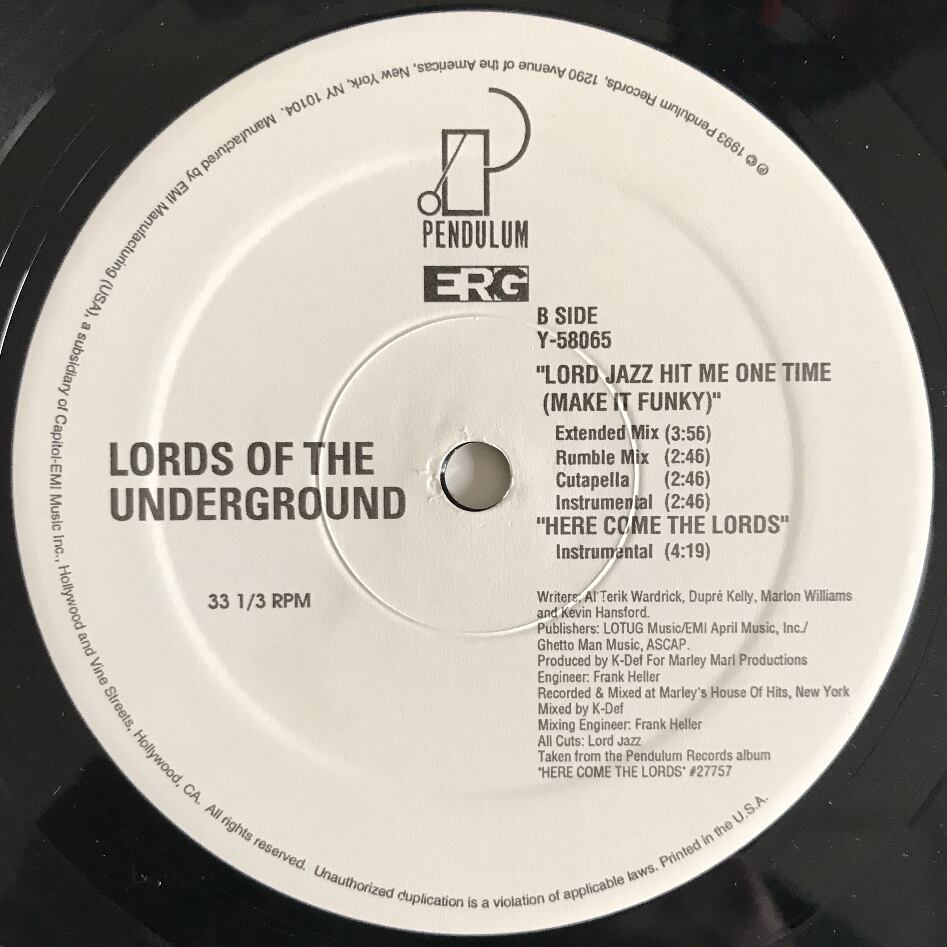 PENDULUM
ERG
B SIDE
Y-58065
"LORD JAZZ HIT ME ONE TIME
(MAKE IT FUNKY)"
Extended Mix (3:56)
Rumble Mix (2:46)
Cutapella (2:46)
Instrumental (2:46)
"HERE COME THE LORDS"
Instrumental (4:19)
LORDS OF THE
UNDERGROUND
33 1/3 RPM
Writers: Al'Terik Wardrick, Dupré Kelly, Marlon Williams
and Kevin Hansford.
Publishers: LOTUG Music/EMI April Music, Inc./
Ghetto Man Music, ASCAP.
Produced by K-Def For Marley Marl Productions
Engineer: Frank Heller
Recorded & Mixed at Marley's House Of Hits, New York
Mixed by K-Def
Mixing Engineer: Frank Heller
All Cuts: Lord Jazz
Taken from the Pendulum Records album
"HERE COME THE LORDS" #27757
℗© 1993 Pendulum Records, 1290 Avenue of the Americas, New York, NY 10104. Manufactured by EMI Manufacturing (USA), a subsidiary of Capitol-EMI Music Inc., Hollywood and Vine Streets, Hollywood, CA. All rights reserved. Unauthorized duplication is a violation of applicable laws. Printed in the U.S.A.